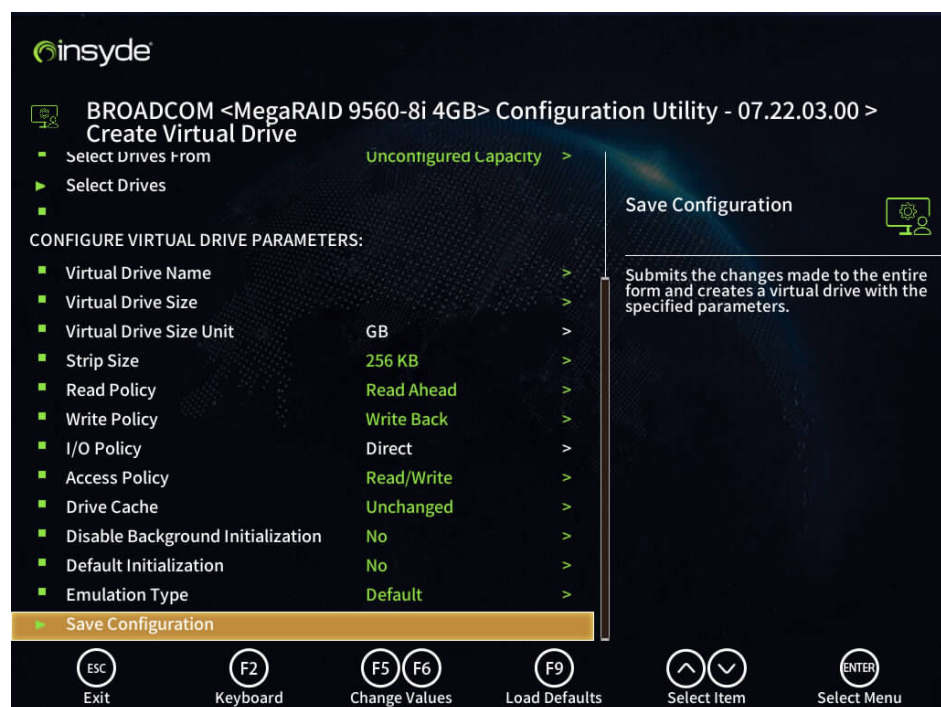 insyde
BROADCOM <MegaRAID 9560-8i 4GB> Configuration Utility - 07.22.03.00 >
Create Virtual Drive
Select Drives From Unconfigured Capacity >
Select Drives
CONFIGURE VIRTUAL DRIVE PARAMETERS:
Virtual Drive Name >
Virtual Drive Size >
Virtual Drive Size Unit GB >
Strip Size 256 KB >
Read Policy Read Ahead >
Write Policy Write Back >
I/O Policy Direct >
Access Policy Read/Write >
Drive Cache Unchanged >
Disable Background Initialization No >
Default Initialization No >
Emulation Type Default >
Save Configuration
Save Configuration
Submits the changes made to the entire
form and creates a virtual drive with the
specified parameters.
ESC F2 F5 F6 F9 ENTER
Exit Keyboard Change Values Load Defaults Select Item Select Menu